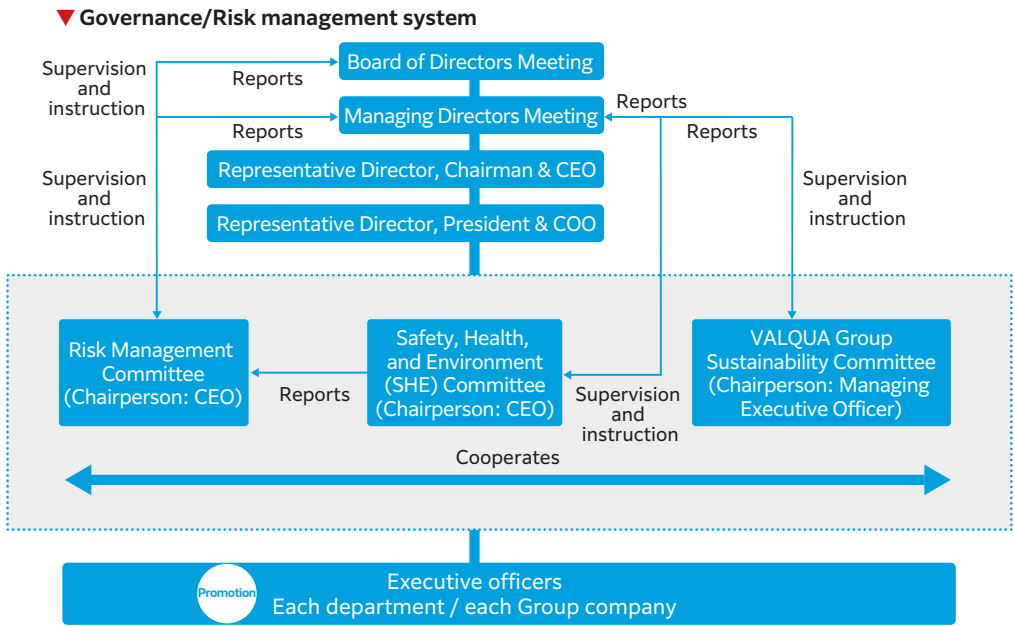 ▼ Governance/Risk management system
Supervision
and
instruction
Reports
Board of Directors Meeting
Reports
Managing Directors Meeting
Reports
Reports
Supervision
and
instruction
Representative Director, Chairman & CEO
Representative Director, President & COO
Supervision
and
instruction
Risk Management
Committee
(Chairperson: CEO)
Reports
Safety, Health,
and Environment
(SHE) Committee
(Chairperson: CEO)
Supervision
and
instruction
VALQUA Group
Sustainability Committee
(Chairperson: Managing
Executive Officer)
Cooperates
Promotion
Executive officers
Each department / each Group company